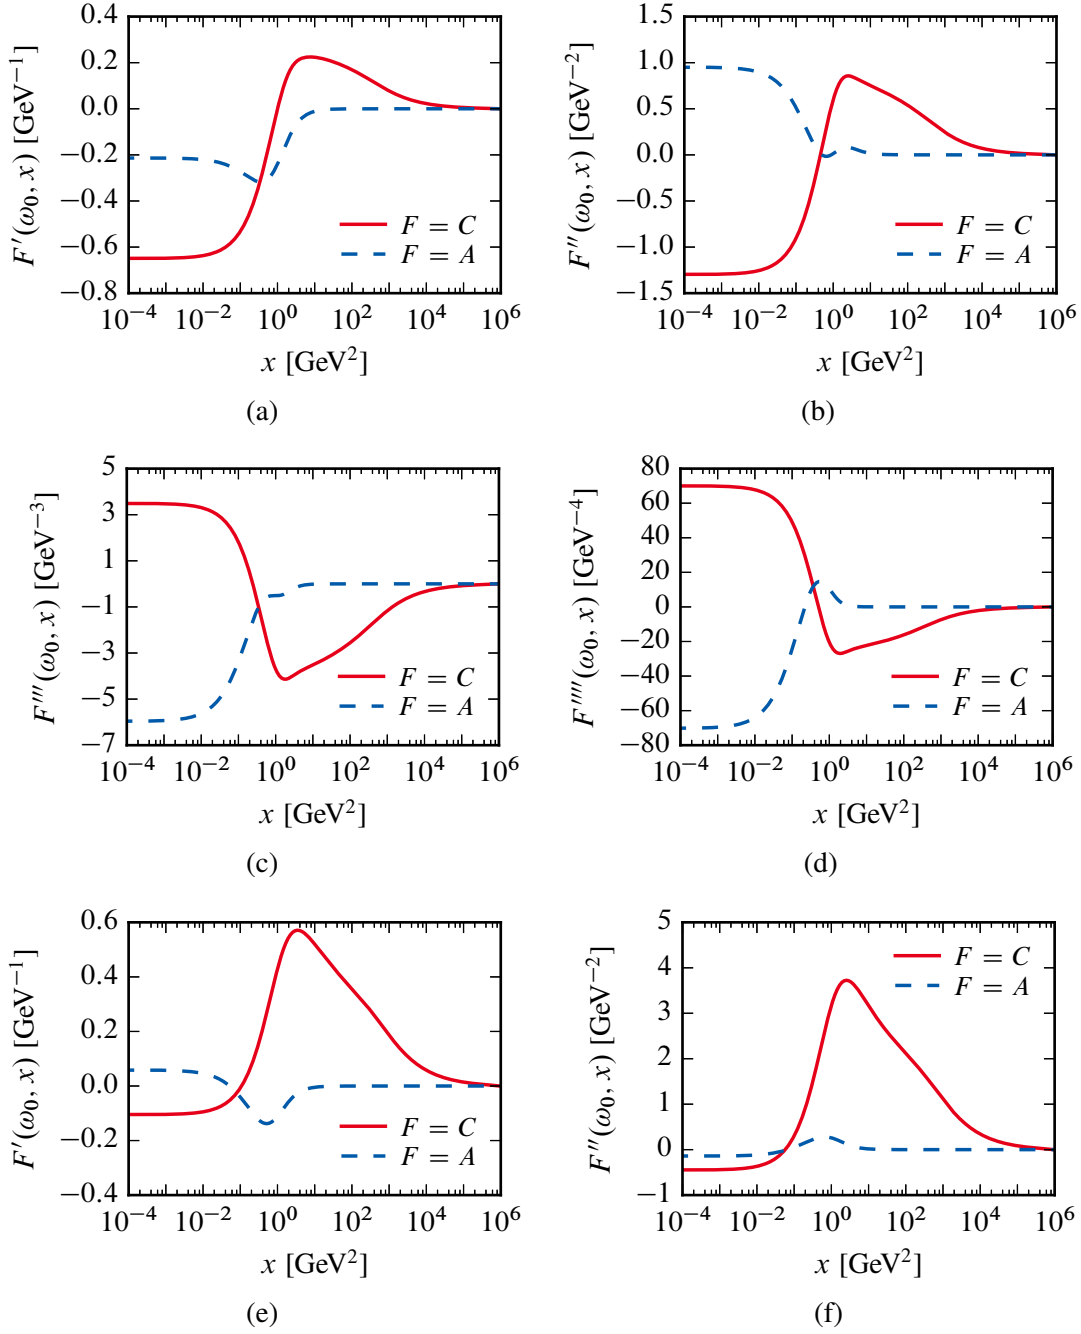 0.4
0.2
0.0
−0.2
−0.4
−0.6
−0.8
F′(ω₀, x) [GeV⁻¹]
F = C
F = A
10⁻⁴ 10⁻² 10⁰ 10² 10⁴ 10⁶
x [GeV²]
(a)
1.5
1.0
0.5
0.0
−0.5
−1.0
−1.5
F″(ω₀, x) [GeV⁻²]
F = C
F = A
10⁻⁴ 10⁻² 10⁰ 10² 10⁴ 10⁶
x [GeV²]
(b)
5
3
1
−1
−3
−5
−7
F‴(ω₀, x) [GeV⁻³]
F = C
F = A
10⁻⁴ 10⁻² 10⁰ 10² 10⁴ 10⁶
x [GeV²]
(c)
80
60
40
20
0
−20
−40
−60
−80
F⁗(ω₀, x) [GeV⁻⁴]
F = C
F = A
10⁻⁴ 10⁻² 10⁰ 10² 10⁴ 10⁶
x [GeV²]
(d)
0.6
0.4
0.2
0.0
−0.2
−0.4
F′(ω₀, x) [GeV⁻¹]
F = C
F = A
10⁻⁴ 10⁻² 10⁰ 10² 10⁴ 10⁶
x [GeV²]
(e)
5
4
3
2
1
0
−1
F″(ω₀, x) [GeV⁻²]
F = C
F = A
10⁻⁴ 10⁻² 10⁰ 10² 10⁴ 10⁶
x [GeV²]
(f)